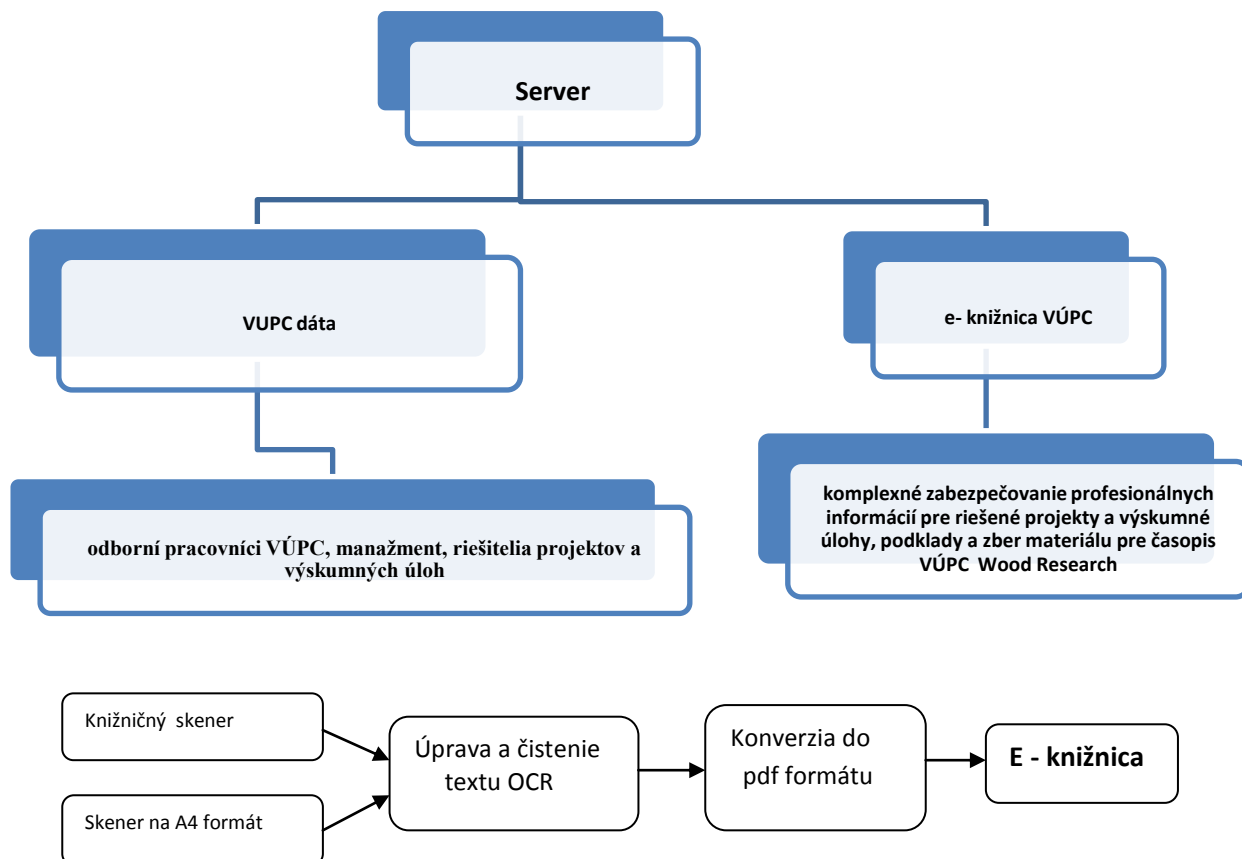 Server
VUPC dáta
e- knižnica VÚPC
odborní pracovníci VÚPC, manažment, riešitelia projektov a
výskumných úloh
komplexné zabezpečovanie profesionálnych
informácií pre riešené projekty a výskumné
úlohy, podklady a zber materiálu pre časopis
VÚPC Wood Research
Knižničný skener
Skener na A4 formát
Úprava a čistenie
textu OCR
Konverzia do
pdf formátu
E - knižnica